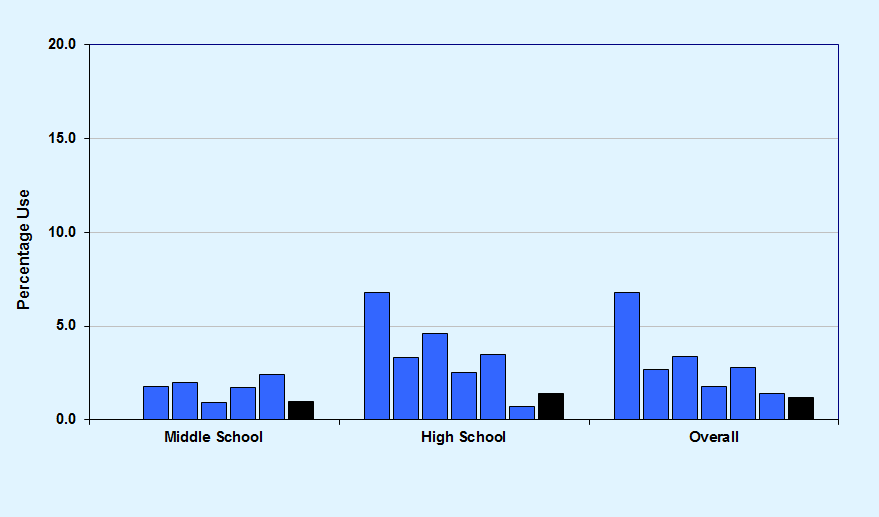 20.0
15.0
10.0
5.0
0.0
Percentage Use
Middle School
High School
Overall